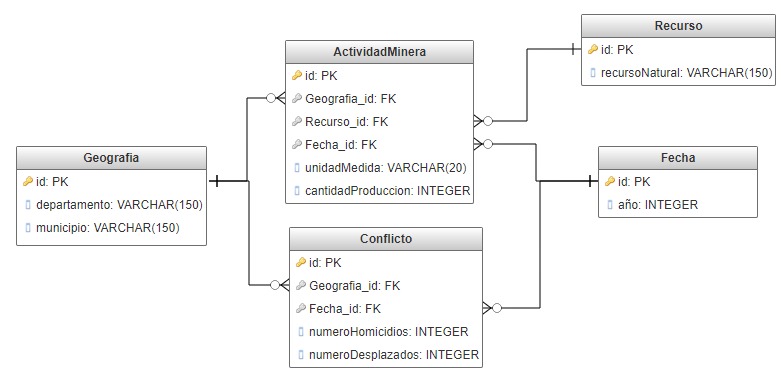 Recurso
id: PK
recursoNatural: VARCHAR(150)
ActividadMinera
id: PK
Geografia_id: FK
Recurso_id: FK
Fecha_id: FK
unidadMedida: VARCHAR(20)
cantidadProduccion: INTEGER
Geografia
id: PK
departamento: VARCHAR(150)
municipio: VARCHAR(150)
Fecha
id: PK
año: INTEGER
Conflicto
id: PK
Geografia_id: FK
Fecha_id: FK
numeroHomicidios: INTEGER
numeroDesplazados: INTEGER